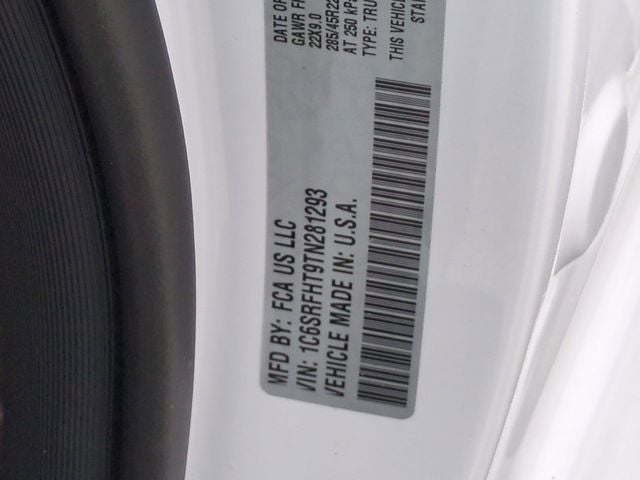 MFD BY: FCA US LLC
VIN: 1C6SRFHT9TN281293
VEHICLE MADE IN: U.S.A.
DATE OF
GAWR FR
22X9.0
285/45R22
AT 250 kPa
TYPE: TRU
THIS VEHICL
STAN